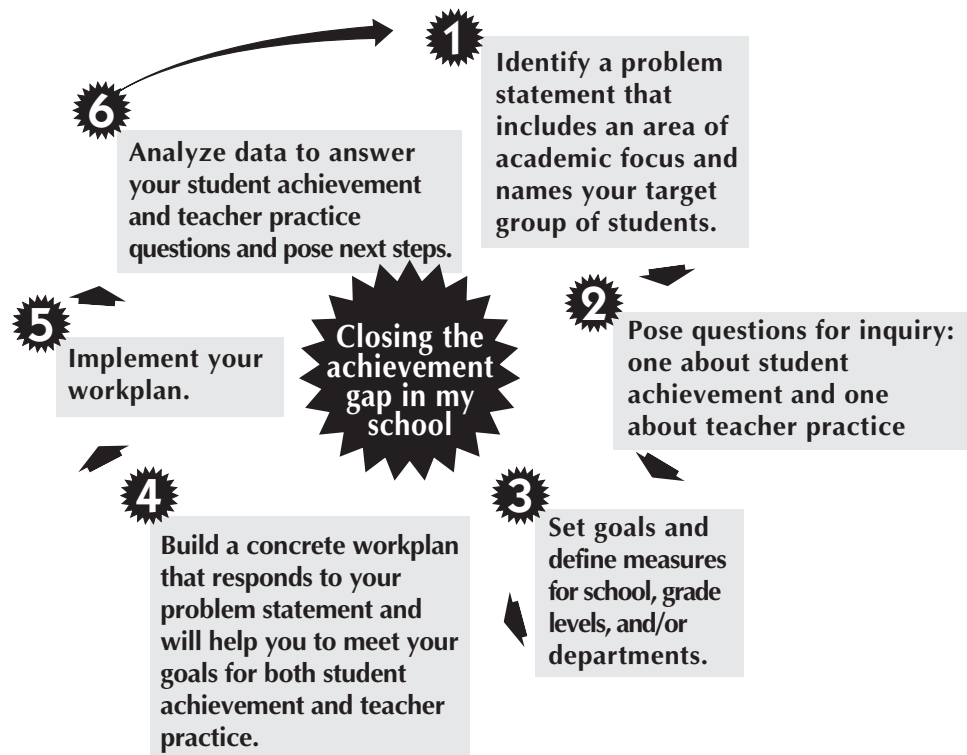 1
Identify a problem
statement that
includes an area of
academic focus and
names your target
group of students.
2
Pose questions for inquiry:
one about student
achievement and one
about teacher practice
3
Set goals and
define measures
for school, grade
levels, and/or
departments.
4
Build a concrete workplan
that responds to your
problem statement and
will help you to meet your
goals for both student
achievement and teacher
practice.
5
Implement your
workplan.
6
Analyze data to answer
your student achievement
and teacher practice
questions and pose next steps.
Closing the
achievement
gap in my
school